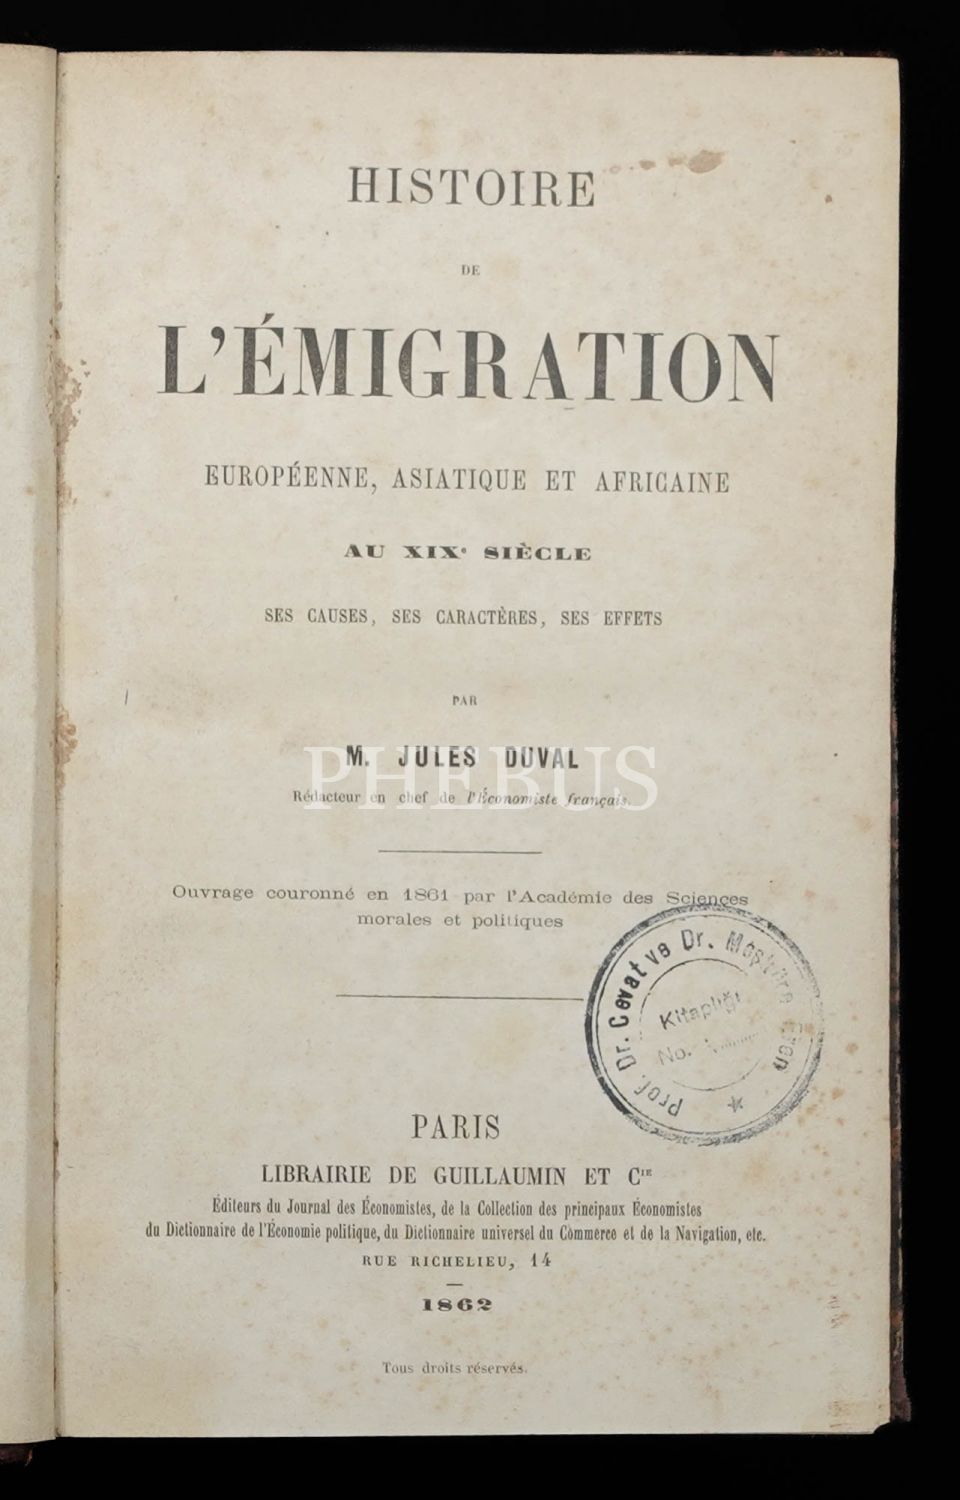 HISTOIRE
DE
L'ÉMIGRATION
EUROPÉENNE, ASIATIQUE ET AFRICAINE
AU XIXe SIÈCLE
SES CAUSES, SES CARACTÈRES, SES EFFETS
PAR
M. JULES DUVAL
PHEBUS
Rédacteur en chef de l'Économiste français.
Ouvrage couronné en 1861 par l'Académie des Sciences
morales et politiques
Prof. Dr. Cevat ve Dr.
Kitaplığı
No.
PARIS
LIBRAIRIE DE GUILLAUMIN ET CIE
Éditeurs du Journal des Économistes, de la Collection des principaux Économistes
du Dictionnaire de l'Économie politique, du Dictionnaire universel du Commerce et de la Navigation, etc.
RUE RICHELIEU, 14
1862
Tous droits réservés.